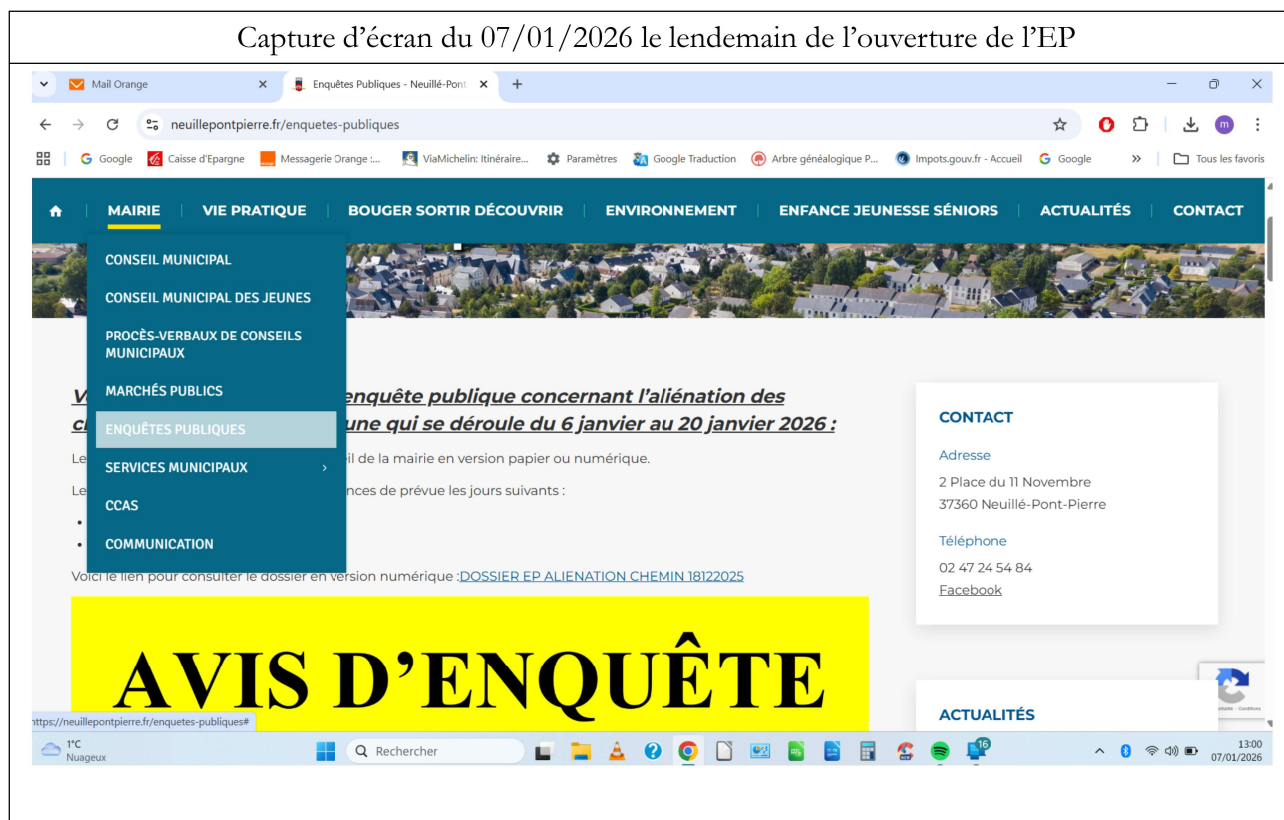 Capture d’écran du 07/01/2026 le lendemain de l’ouverture de l’EP
Mail Orange
Enquêtes Publiques - Neuillé-Pont
neuillepontpierre.fr/enquetes-publiques
Google Caisse d'Epargne Messagerie Orange :... ViaMichelin: Itinéraire... Paramètres Google Traduction Arbre généalogique P... Impots.gouv.fr - Accueil Google Tous les favoris
MAIRIE VIE PRATIQUE BOUGER SORTIR DÉCOUVRIR ENVIRONNEMENT ENFANCE JEUNESSE SÉNIORS ACTUALITÉS CONTACT
CONSEIL MUNICIPAL
CONSEIL MUNICIPAL DES JEUNES
PROCÈS-VERBAUX DE CONSEILS
MUNICIPAUX
MARCHÉS PUBLICS
ENQUÊTES PUBLIQUES
SERVICES MUNICIPAUX
CCAS
COMMUNICATION
enquête publique concernant l’aliénation des
une qui se déroule du 6 janvier au 20 janvier 2026 :
Le il de la mairie en version papier ou numérique.
Le nces de prévue les jours suivants :
Voici le lien pour consulter le dossier en version numérique :DOSSIER EP ALIENATION CHEMIN 18122025
AVIS D’ENQUÊTE
CONTACT
Adresse
2 Place du 11 Novembre
37360 Neuillé-Pont-Pierre
Téléphone
02 47 24 54 84
Facebook
ACTUALITÉS
https://neuillepontpierre.fr/enquetes-publiques#
1°C
Nuageux
Rechercher
16
13:00
07/01/2026